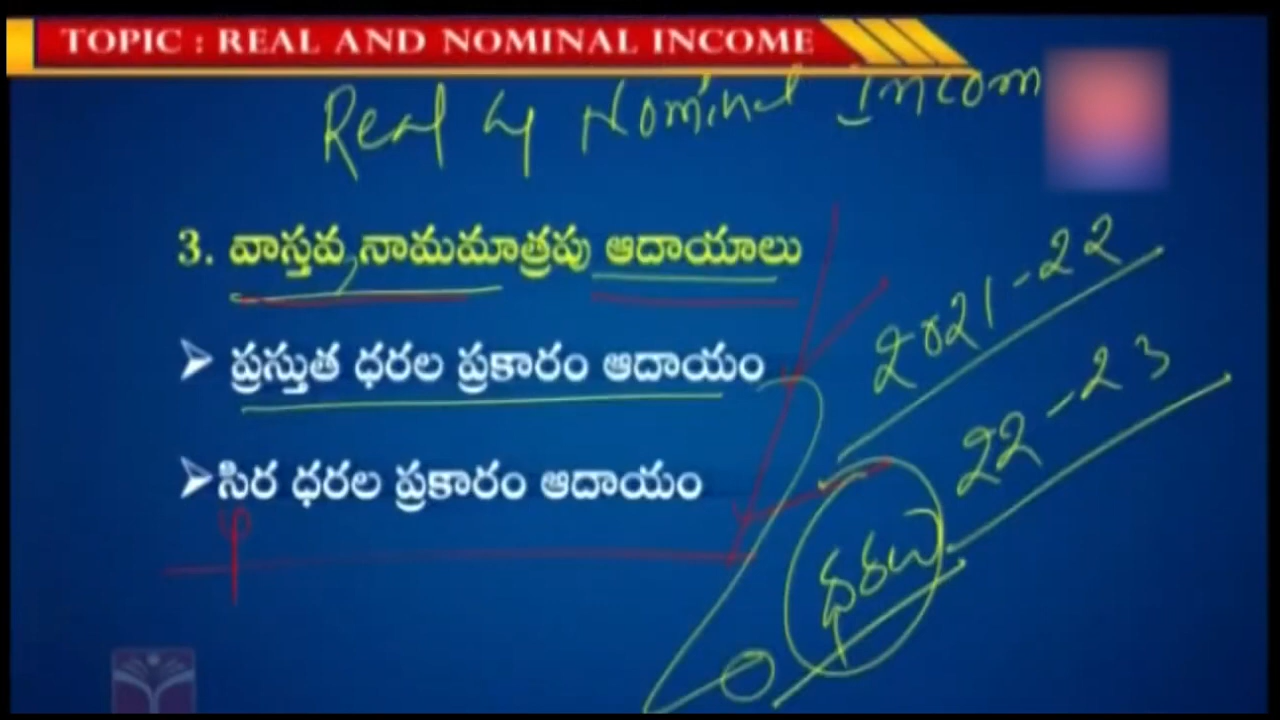 TOPIC : REAL AND NOMINAL INCOME
Real & Nominal Incom
3. వాస్తవ, నామమాత్రపు ఆదాయాలు
2021-22
➤ ప్రస్తుత ధరల ప్రకారం ఆదాయం
22-23
➤ సిర ధరల ప్రకారం ఆదాయం
ధరలు